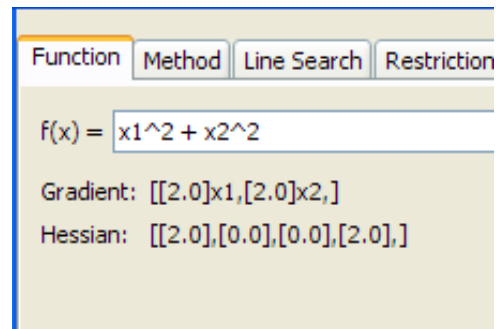 Function Method Line Search Restriction
f(x) = x1^2 + x2^2
Gradient: [[2.0]x1,[2.0]x2,]
Hessian: [[2.0],[0.0],[0.0],[2.0],]